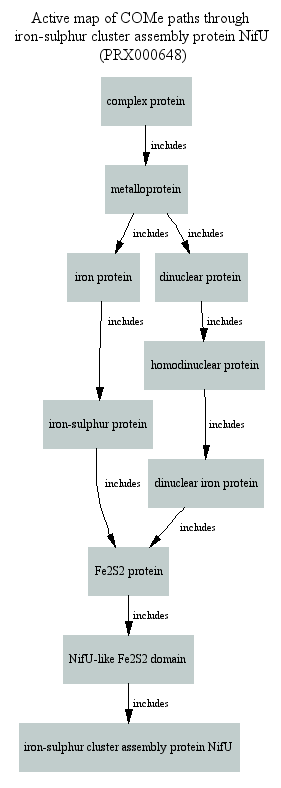 Active map of COMe paths through
iron-sulphur cluster assembly protein NifU
(PRX000648)
complex protein
includes
metalloprotein
includes
includes
iron protein
dinuclear protein
includes
includes
homodinuclear protein
iron-sulphur protein
includes
dinuclear iron protein
includes
includes
Fe2S2 protein
includes
NifU-like Fe2S2 domain
includes
iron-sulphur cluster assembly protein NifU